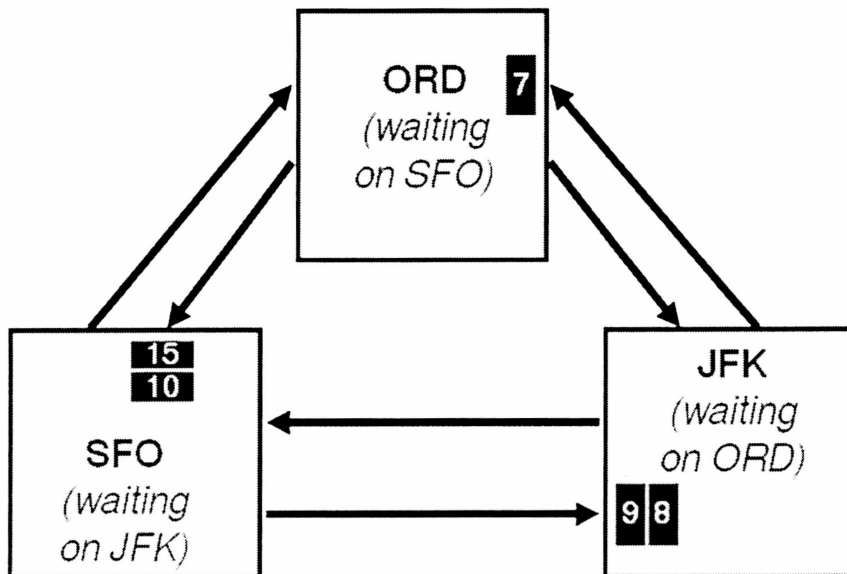 ORD
7
(waiting
on SFO)
15
10
SFO
(waiting
on JFK)
JFK
(waiting
on ORD)
9 8